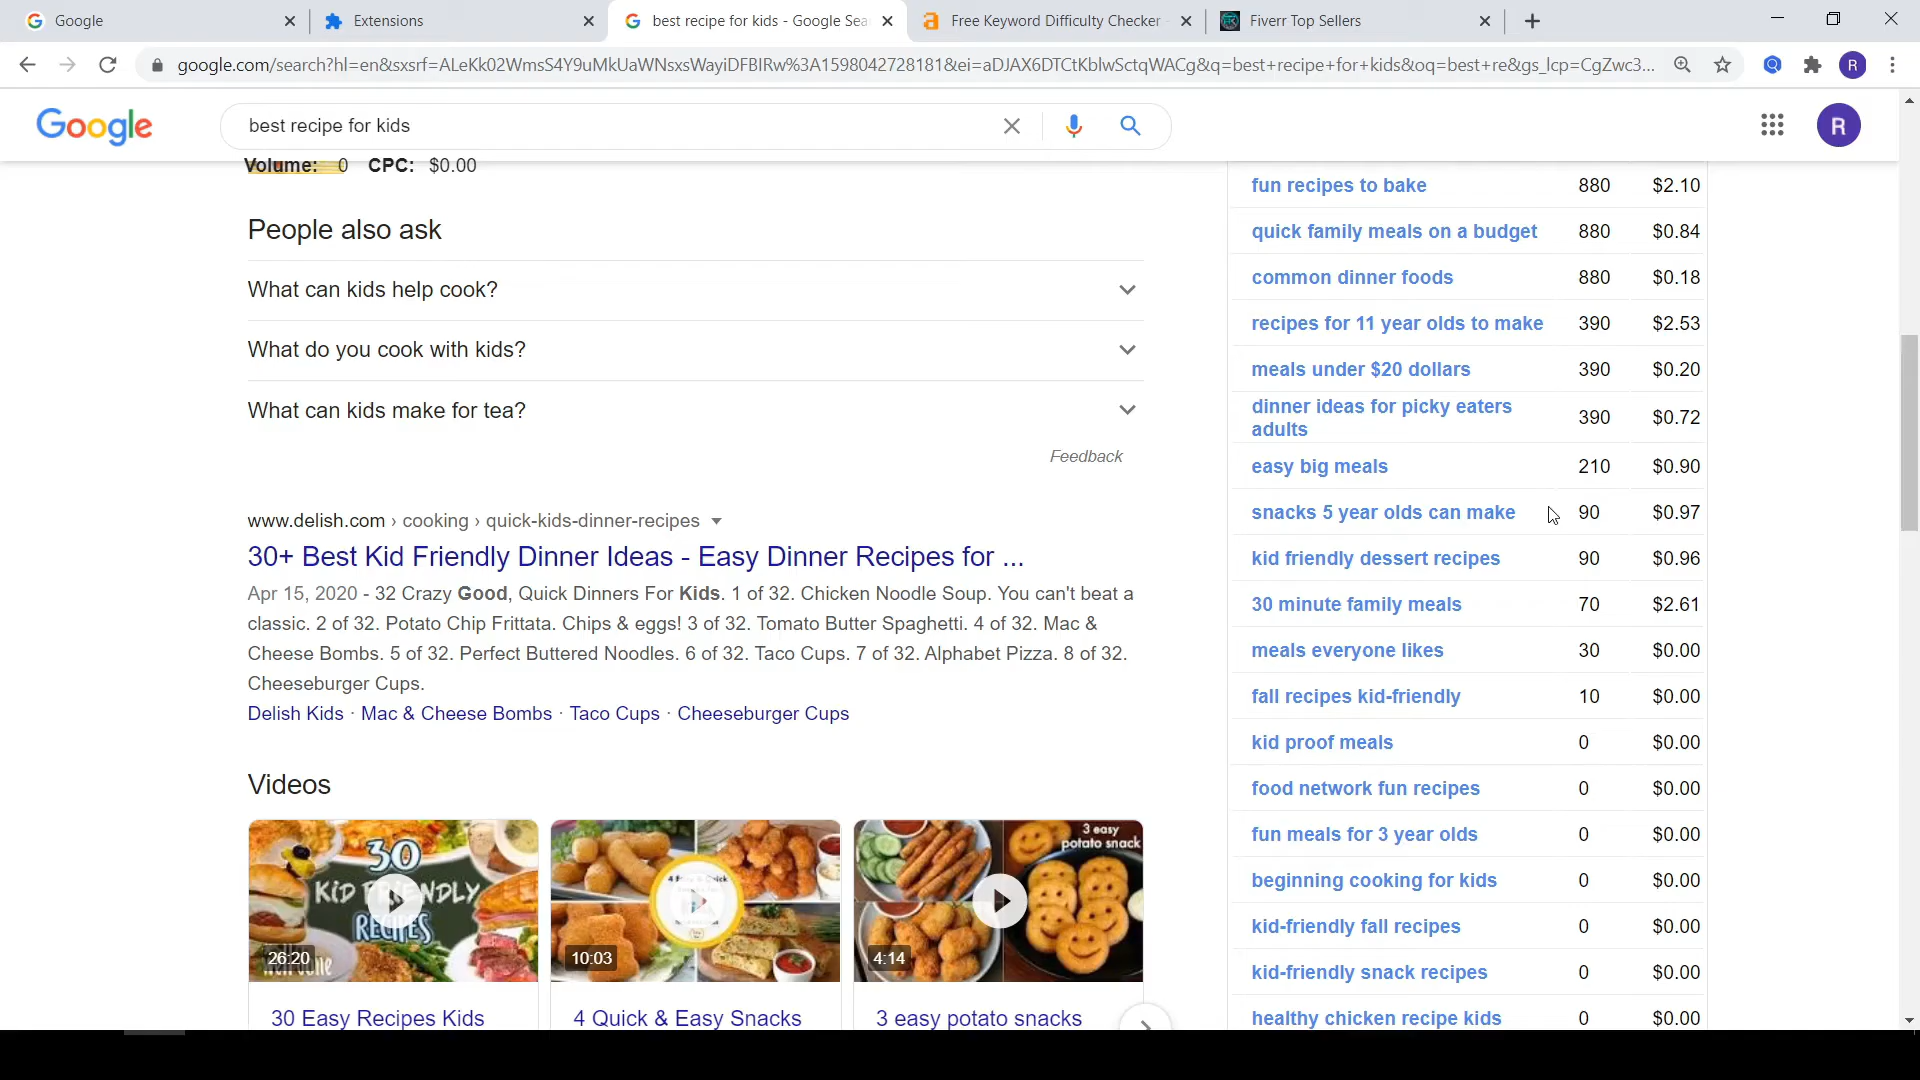 Google
Extensions
best recipe for kids - Google Sea
Free Keyword Difficulty Checker -
Fiverr Top Sellers
google.com/search?hl=en&sxsrf=ALeKk02WmsS4Y9uMkUaWNsxsWayiDFBIRw%3A1598042728181&ei=aDJAX6DTCtKblwSctqWACg&q=best+recipe+for+kids&oq=best+re&gs_lcp=CgZwc3...
R
Google
best recipe for kids
R
Volume: 0 CPC: $0.00
People also ask
What can kids help cook?
What do you cook with kids?
What can kids make for tea?
Feedback
www.delish.com › cooking › quick-kids-dinner-recipes
30+ Best Kid Friendly Dinner Ideas - Easy Dinner Recipes for ...
Apr 15, 2020 - 32 Crazy Good, Quick Dinners For Kids. 1 of 32. Chicken Noodle Soup. You can't beat a
classic. 2 of 32. Potato Chip Frittata. Chips & eggs! 3 of 32. Tomato Butter Spaghetti. 4 of 32. Mac &
Cheese Bombs. 5 of 32. Perfect Buttered Noodles. 6 of 32. Taco Cups. 7 of 32. Alphabet Pizza. 8 of 32.
Cheeseburger Cups.
Delish Kids · Mac & Cheese Bombs · Taco Cups · Cheeseburger Cups
Videos
30
KID FRIENDLY
RECIPES
26:20
10:03
3 easy
potato snack
4:14
30 Easy Recipes Kids
4 Quick & Easy Snacks
3 easy potato snacks
fun recipes to bake 880 $2.10
quick family meals on a budget 880 $0.84
common dinner foods 880 $0.18
recipes for 11 year olds to make 390 $2.53
meals under $20 dollars 390 $0.20
dinner ideas for picky eaters
adults 390 $0.72
easy big meals 210 $0.90
snacks 5 year olds can make 90 $0.97
kid friendly dessert recipes 90 $0.96
30 minute family meals 70 $2.61
meals everyone likes 30 $0.00
fall recipes kid-friendly 10 $0.00
kid proof meals 0 $0.00
food network fun recipes 0 $0.00
fun meals for 3 year olds 0 $0.00
beginning cooking for kids 0 $0.00
kid-friendly fall recipes 0 $0.00
kid-friendly snack recipes 0 $0.00
healthy chicken recipe kids 0 $0.00